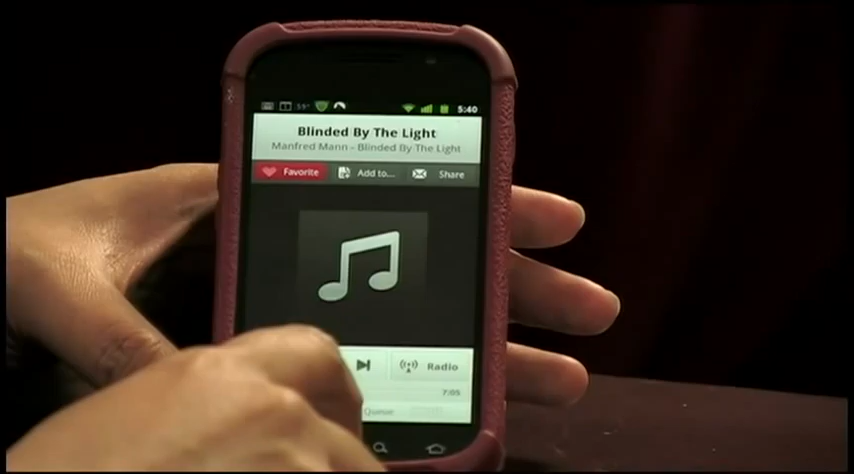 59° 5:40
Blinded By The Light
Manfred Mann - Blinded By The Light
Favorite Add to... Share
Radio
7:05
Queue